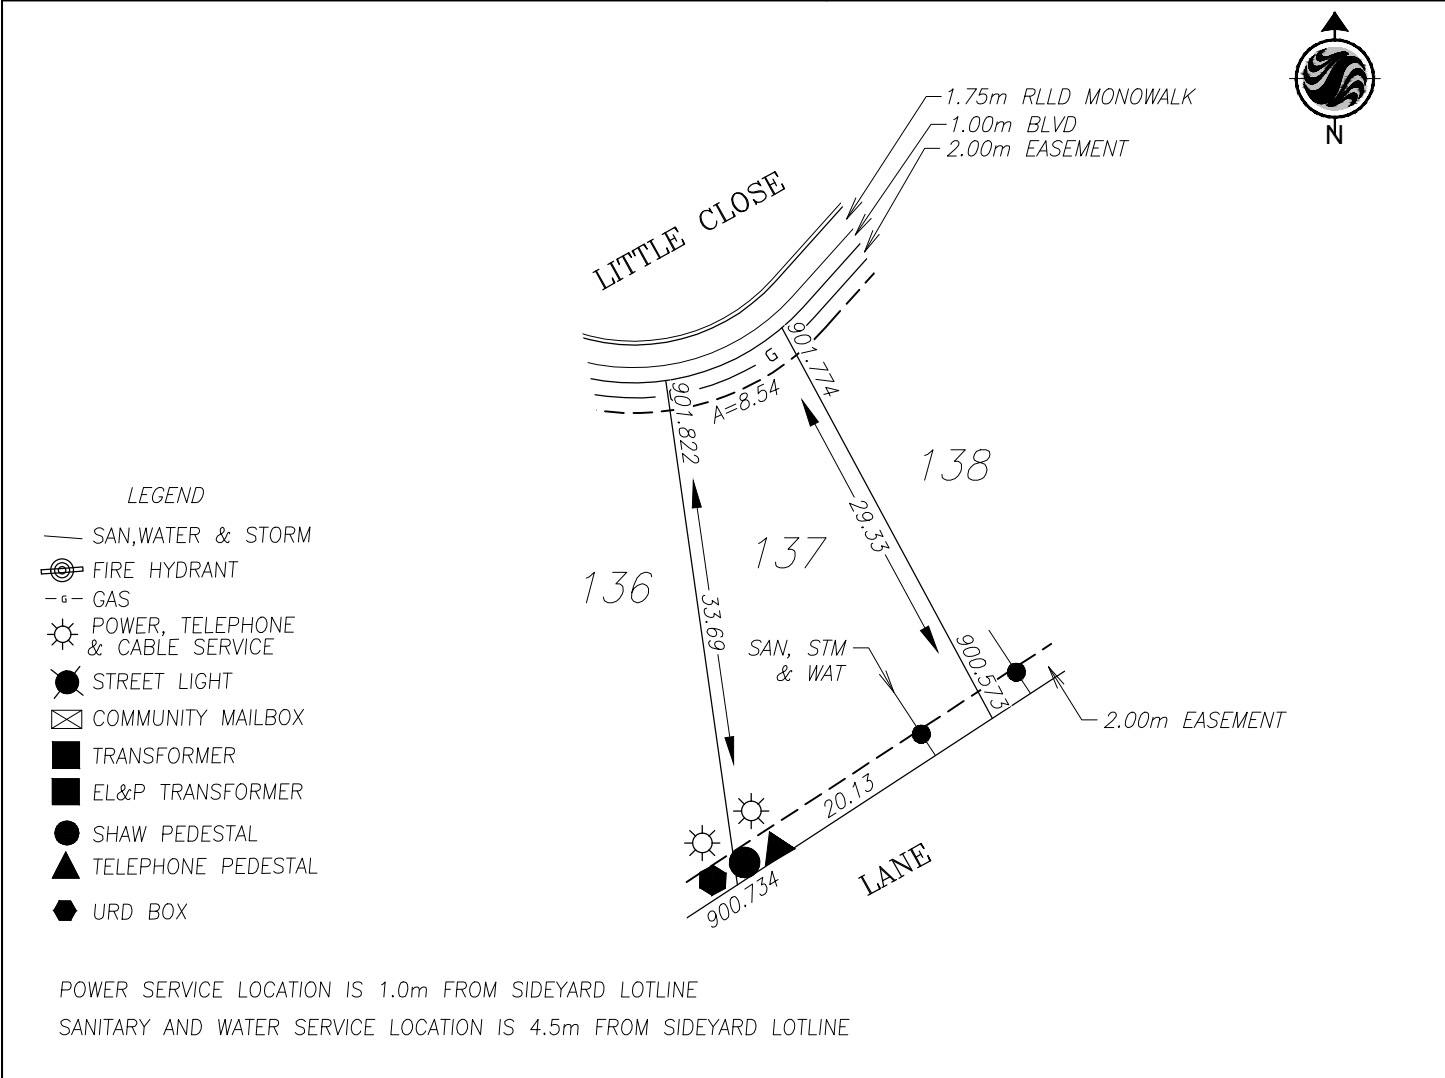 N
1.75m RLLD MONOWALK
1.00m BLVD
2.00m EASEMENT
LITTLE CLOSE
G
901.774
901.822
A=8.54
138
137
136
29.33
33.69
SAN, STM
& WAT
900.573
2.00m EASEMENT
20.13
LANE
900.734
LEGEND
SAN,WATER & STORM
FIRE HYDRANT
G GAS
POWER, TELEPHONE
& CABLE SERVICE
STREET LIGHT
COMMUNITY MAILBOX
TRANSFORMER
EL&P TRANSFORMER
SHAW PEDESTAL
TELEPHONE PEDESTAL
URD BOX
POWER SERVICE LOCATION IS 1.0m FROM SIDEYARD LOTLINE
SANITARY AND WATER SERVICE LOCATION IS 4.5m FROM SIDEYARD LOTLINE